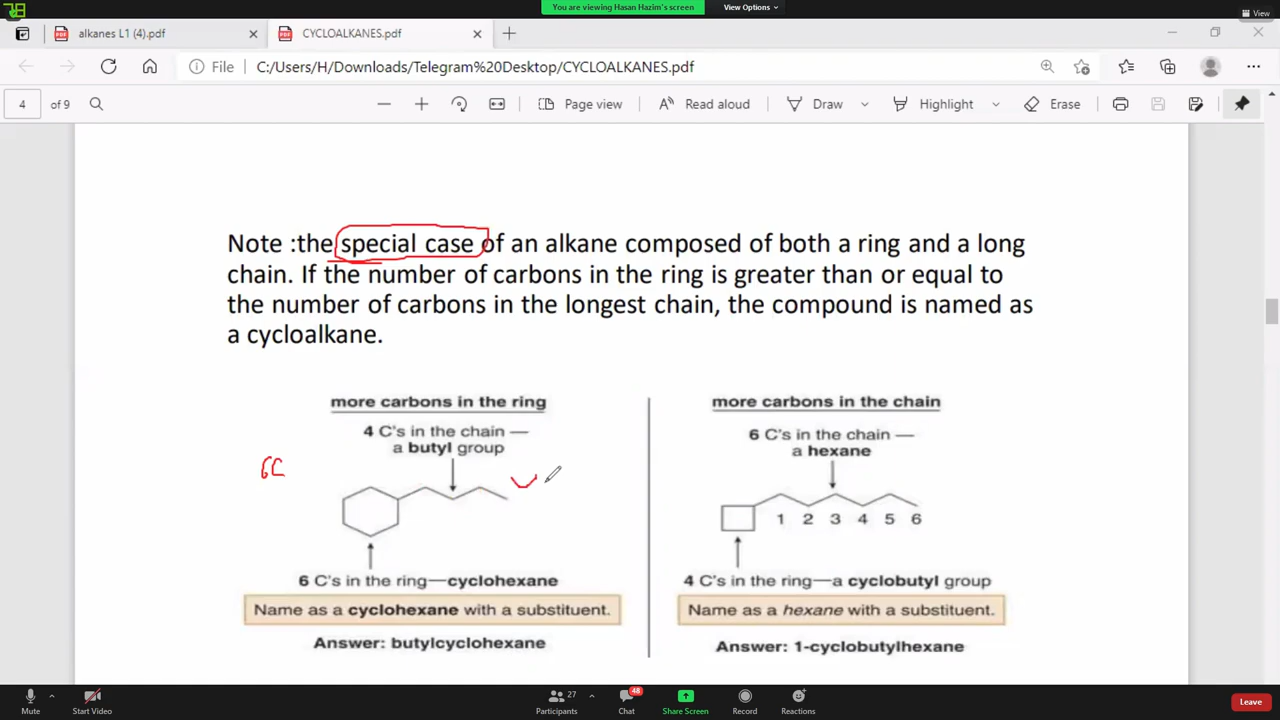 You are viewing Hasan Hazim's screen
View Options
View
alkanes L1 (4).pdf
CYCLOALKANES.pdf
File
C:/Users/H/Downloads/Telegram%20Desktop/CYCLOALKANES.pdf
4 of 9
Page view
Read aloud
Draw
Highlight
Erase
Note :the special case of an alkane composed of both a ring and a long
chain. If the number of carbons in the ring is greater than or equal to
the number of carbons in the longest chain, the compound is named as
a cycloalkane.
more carbons in the ring
4 C's in the chain —
a butyl group
6C
6 C's in the ring—cyclohexane
Name as a cyclohexane with a substituent.
Answer: butylcyclohexane
more carbons in the chain
6 C's in the chain —
a hexane
1 2 3 4 5 6
4 C's in the ring—a cyclobutyl group
Name as a hexane with a substituent.
Answer: 1-cyclobutylhexane
Mute
Start Video
27
Participants
48
Chat
Share Screen
Record
Reactions
Leave